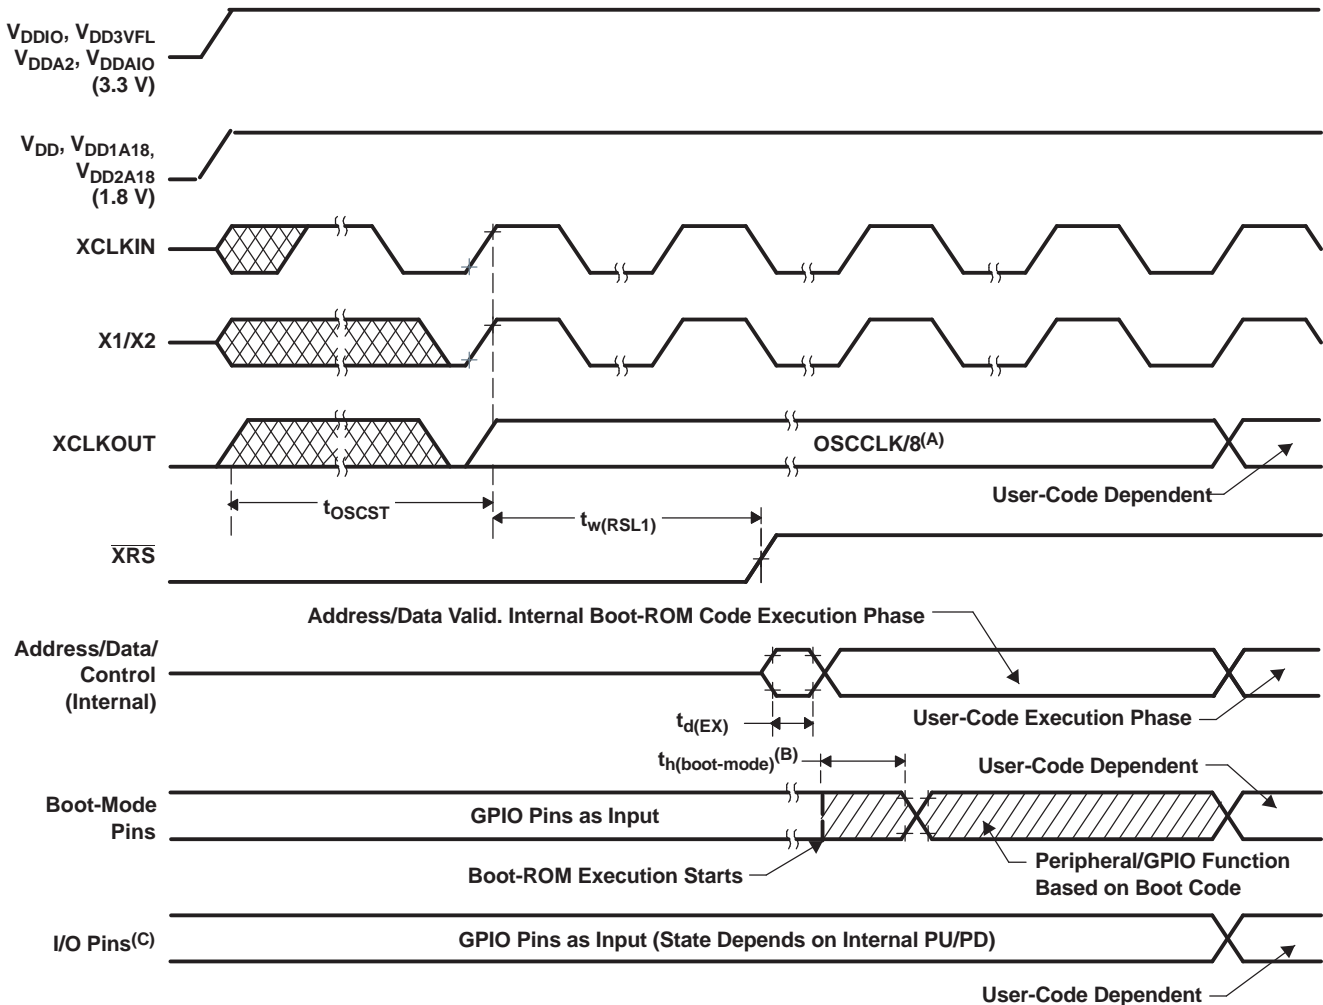 VDDIO, VDD3VFL
VDDA2, VDDAIO
(3.3 V)
VDD, VDD1A18,
VDD2A18
(1.8 V)
XCLKIN
X1/X2
XCLKOUT
OSCCLK/8(A)
User-Code Dependent
tOSCST
tw(RSL1)
XRS
Address/Data Valid. Internal Boot-ROM Code Execution Phase
Address/Data/
Control
(Internal)
td(EX)
User-Code Execution Phase
th(boot-mode)(B)
User-Code Dependent
Boot-Mode
Pins
GPIO Pins as Input
Boot-ROM Execution Starts
Peripheral/GPIO Function
Based on Boot Code
I/O Pins(C)
GPIO Pins as Input (State Depends on Internal PU/PD)
User-Code Dependent